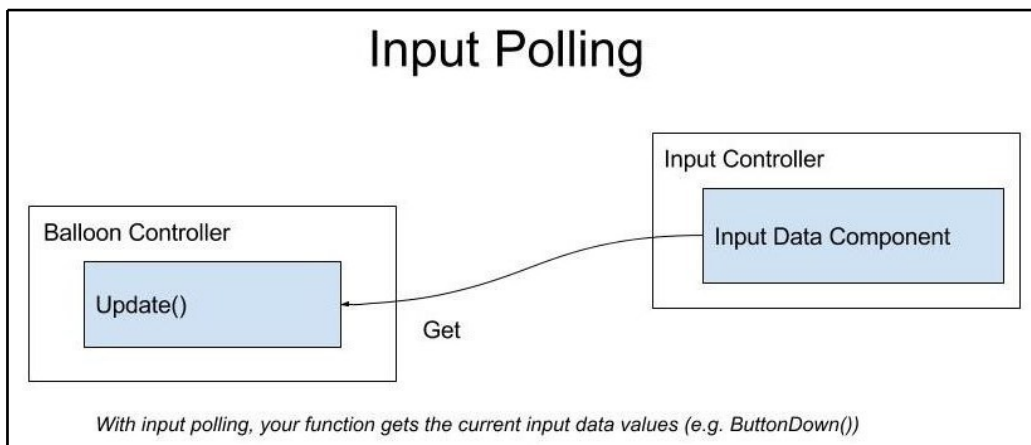 Input Polling
Input Controller
Input Data Component
Balloon Controller
Update()
Get
With input polling, your function gets the current input data values (e.g. ButtonDown())